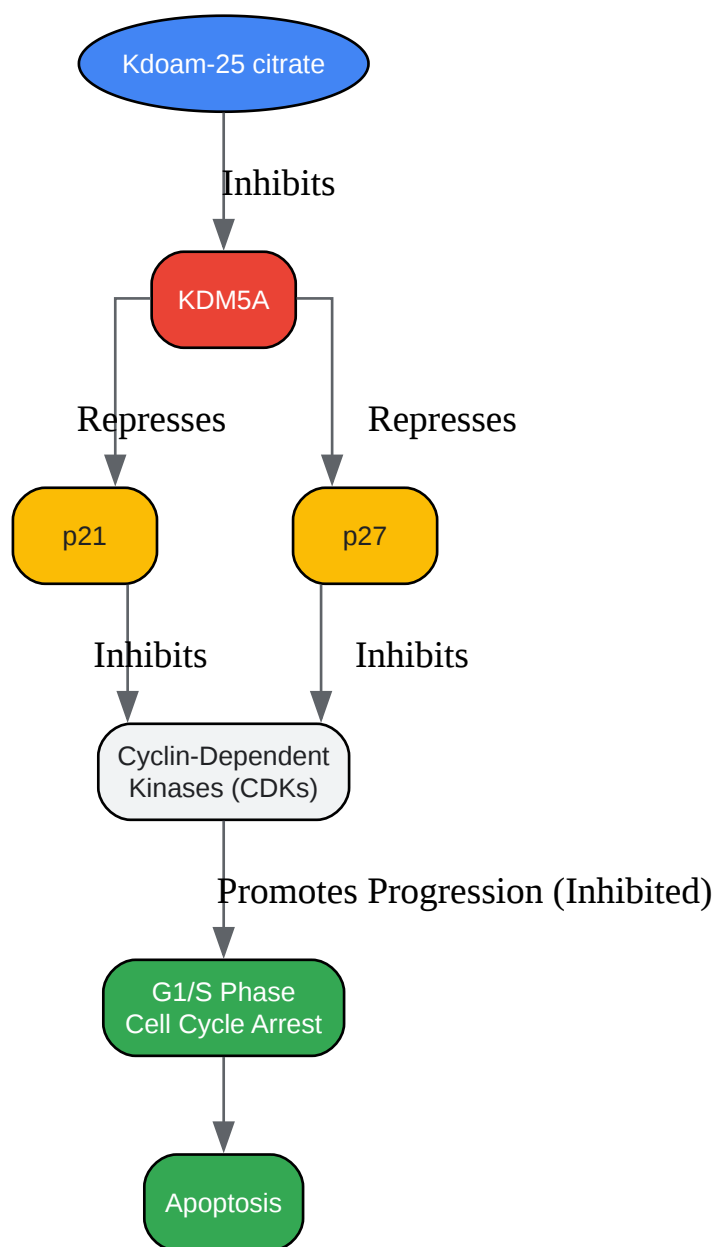 Kdoam-25 citrate
Inhibits
KDM5A
Represses
Represses
p21
p27
Inhibits
Inhibits
Cyclin-Dependent
Kinases (CDKs)
Promotes Progression (Inhibited)
G1/S Phase
Cell Cycle Arrest
Apoptosis